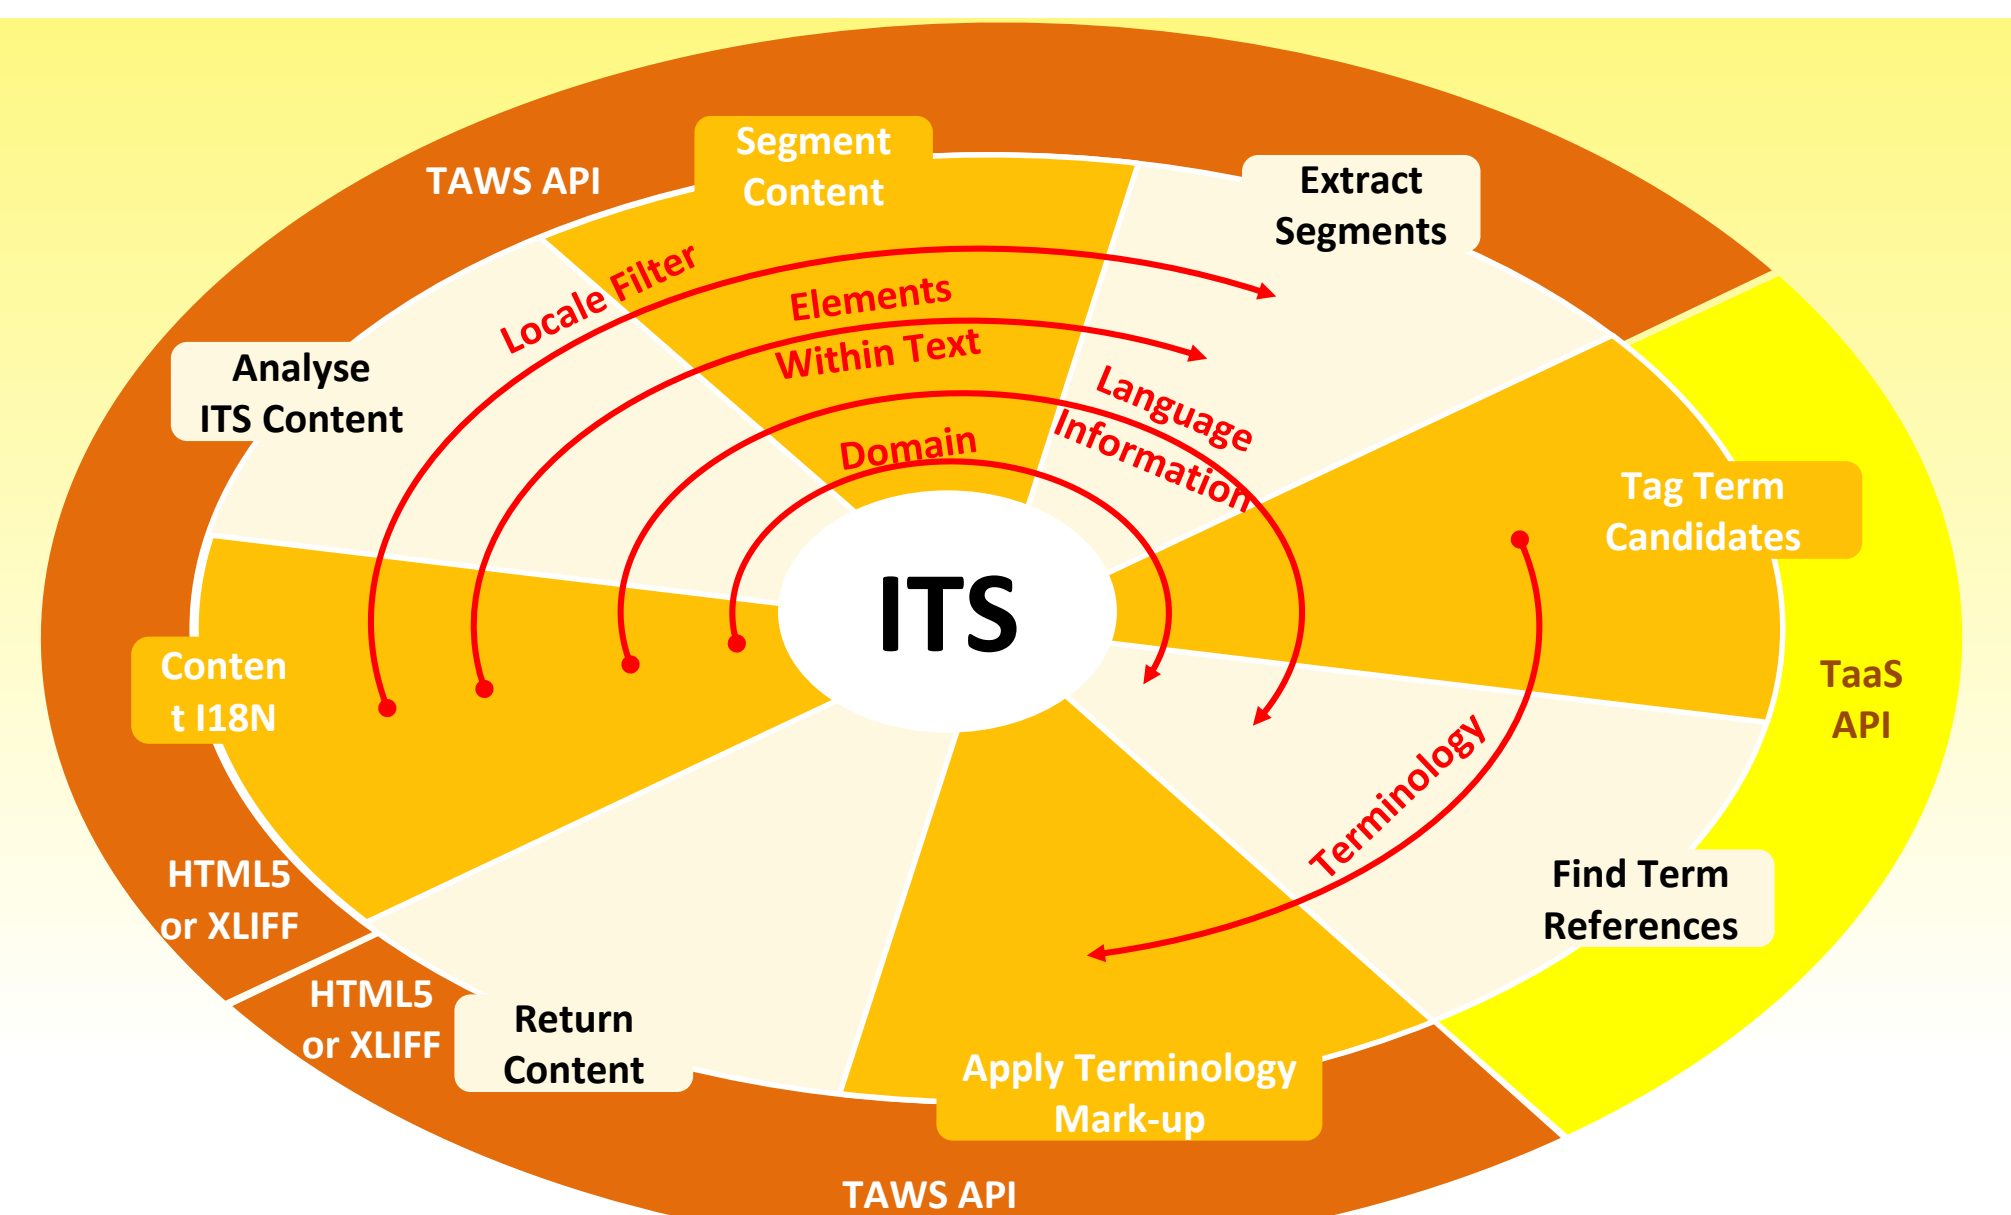 TAWS API
Segment
Content
Extract
Segments
Locale Filter
Elements
Within Text
Analyse
ITS Content
Language
Information
Domain
Tag Term
Candidates
ITS
Conten
t I18N
TaaS
API
Terminology
HTML5
or XLIFF
Find Term
References
HTML5
or XLIFF
Return
Content
Apply Terminology
Mark-up
TAWS API